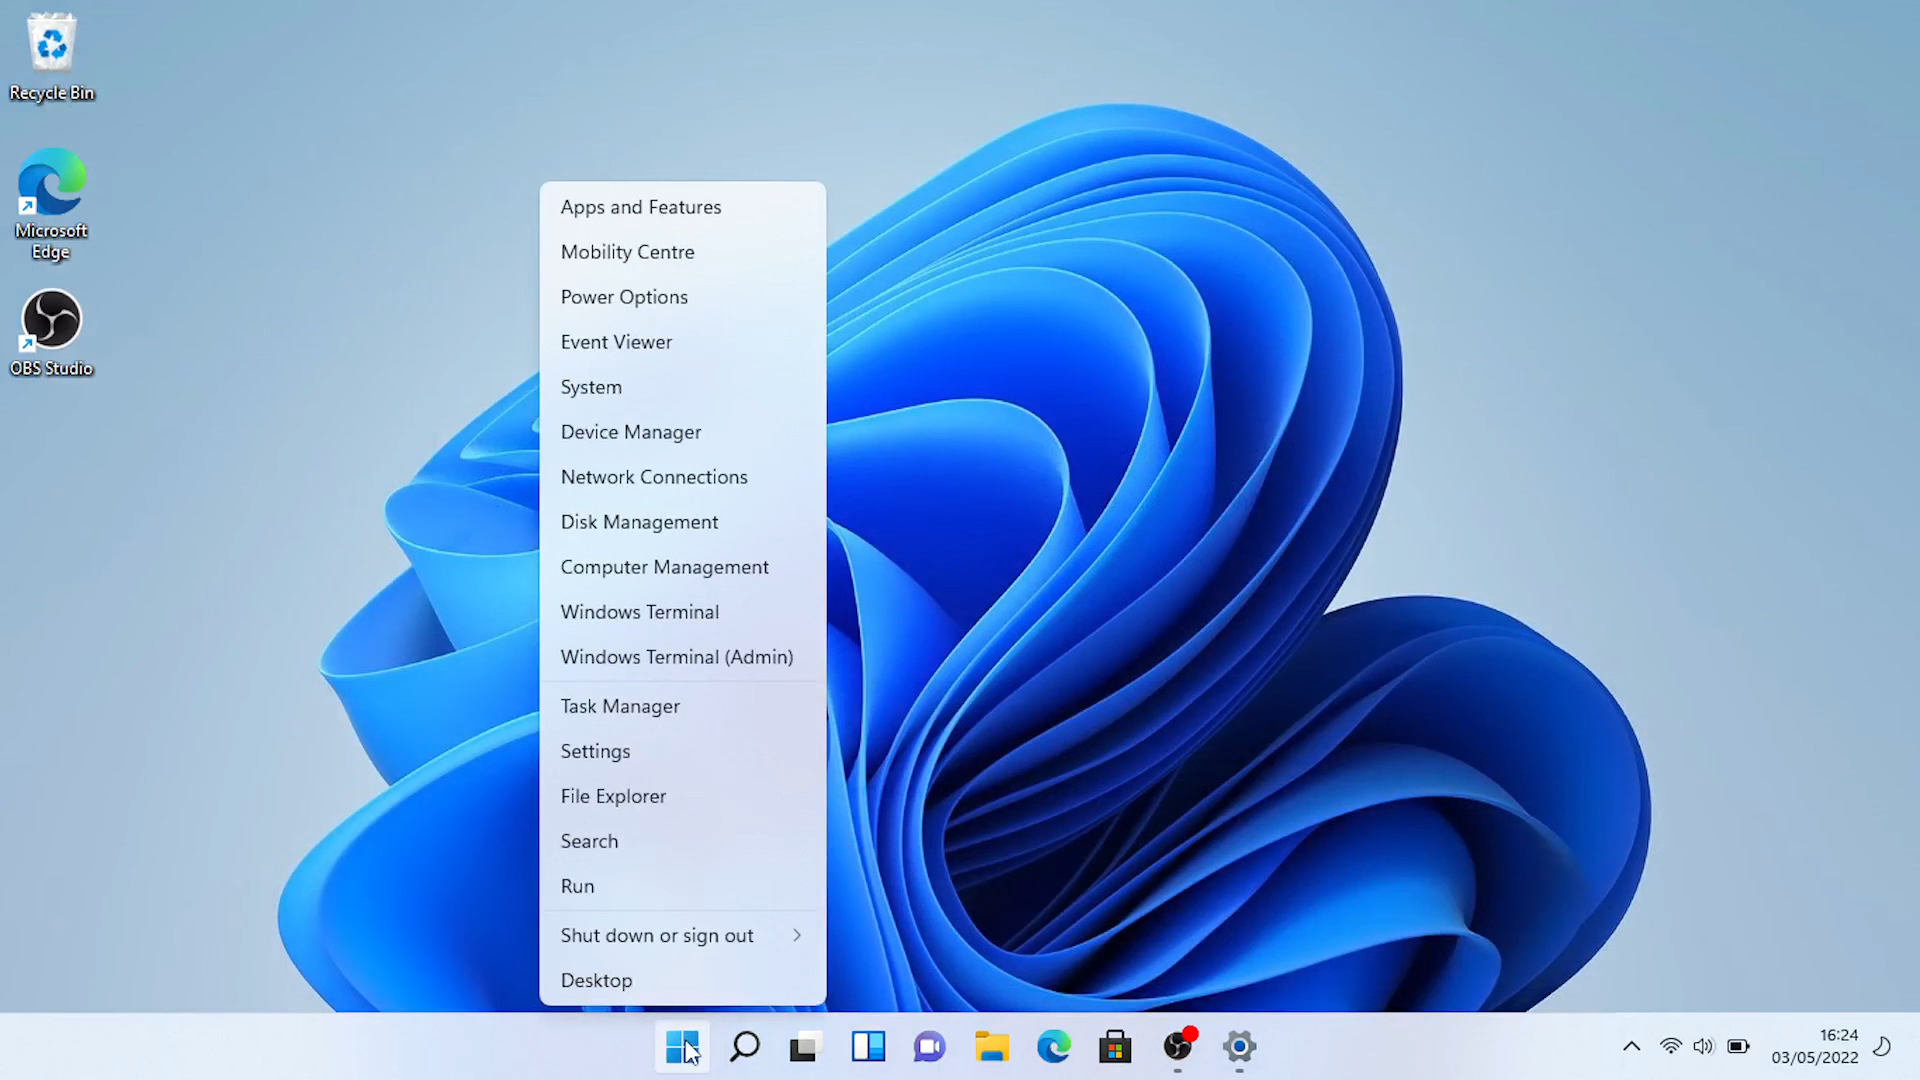 Recycle Bin
Microsoft
Edge
OBS Studio
Apps and Features
Mobility Centre
Power Options
Event Viewer
System
Device Manager
Network Connections
Disk Management
Computer Management
Windows Terminal
Windows Terminal (Admin)
Task Manager
Settings
File Explorer
Search
Run
Shut down or sign out
Desktop
16:24
03/05/2022